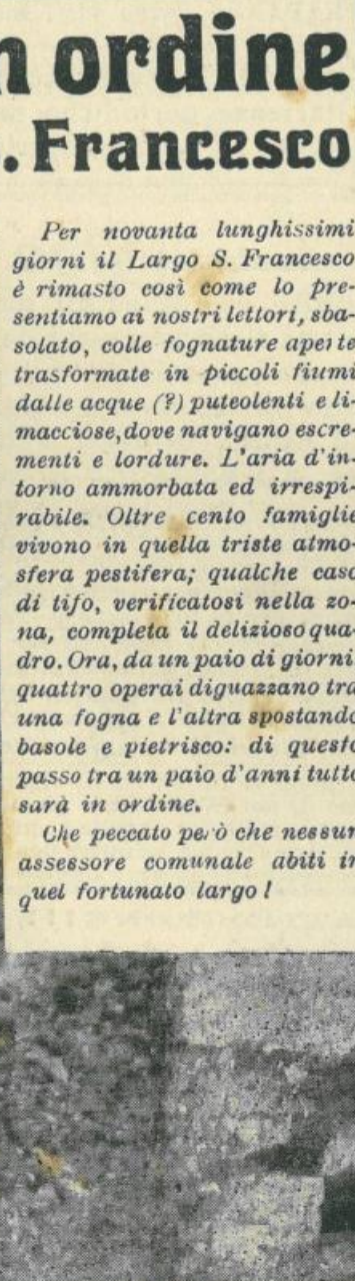 n ordine
. Francesco
Per novanta lunghissimi
giorni il Largo S. Francesco
è rimasto così come lo pre-
sentiamo ai nostri lettori, sba-
solato, colle fognature aperte
trasformate in piccoli fiumi
dalle acque (?) puteolenti e li-
macciose, dove navigano escre-
menti e lordure. L'aria d'in-
torno ammorbata ed irrespi-
rabile. Oltre cento famiglie
vivono in quella triste atmo-
sfera pestifera; qualche caso
di tifo, verificatosi nella zo-
na, completa il delizioso qua-
dro. Ora, da un paio di giorni
quattro operai diguazzano tra
una fogna e l'altra spostando
basole e pietrisco: di questo
passo tra un paio d'anni tutto
sarà in ordine.
Che peccato però che nessun
assessore comunale abiti in
quel fortunato largo!